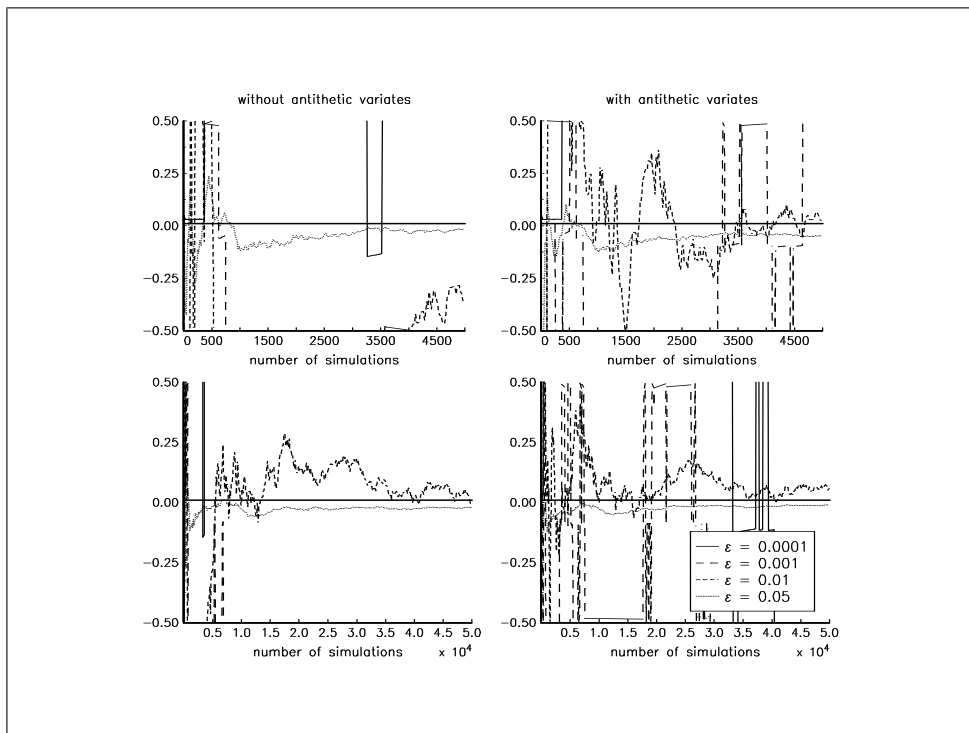 without antithetic variates
with antithetic variates
0.50
0.25
0.00
−0.25
−0.50
0 500 1500 2500 3500 4500
number of simulations
0.50
0.25
0.00
−0.25
−0.50
0 500 1500 2500 3500 4500
number of simulations
0.50
0.25
0.00
−0.25
−0.50
0.5 1.0 1.5 2.0 2.5 3.0 3.5 4.0 4.5 5.0
number of simulations
x 10⁴
0.50
0.25
0.00
−0.25
−0.50
0.5 1.0 1.5 2.0 2.5 3.0 3.5 4.0 4.5 5.0
number of simulations
x 10⁴
ε = 0.0001
ε = 0.001
ε = 0.01
ε = 0.05